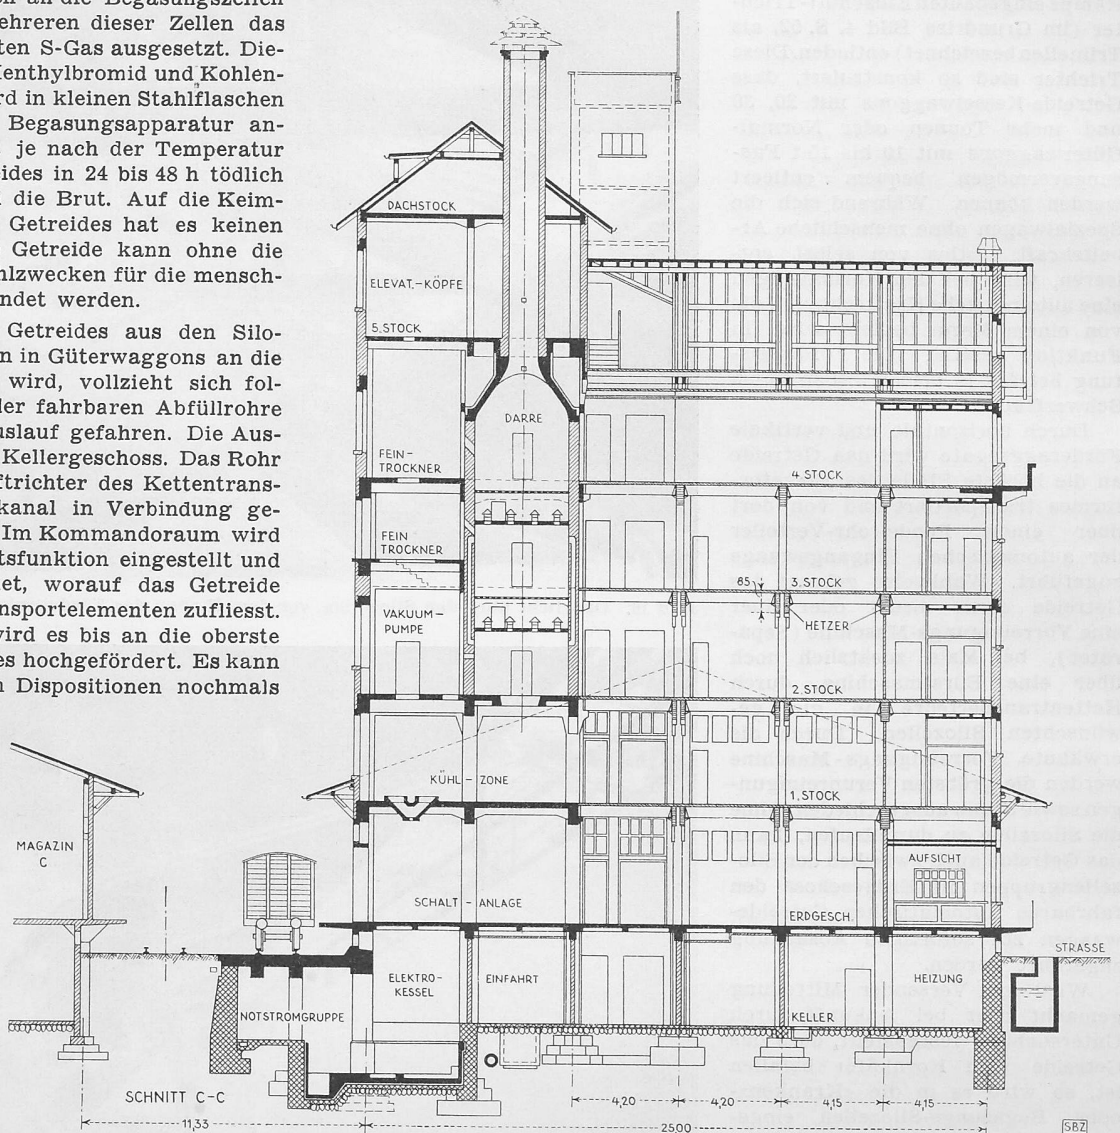 ehreren dieser Zellen das
ten S-Gas ausgesetzt. Die-
enthylbromid und Kohlen-
rd in kleinen Stahlflaschen
Begasungsapparatur an-
je nach der Temperatur
eides in 24 bis 48 h tödlich
die Brut. Auf die Keim-
Getreides hat es keinen
Getreide kann ohne die
hlzwecken für die mensch-
ndet werden.
Getreides aus den Silo-
n in Güterwaggons an die
wird, vollzieht sich fol-
der fahrbaren Abfüllrohre
uslauf gefahren. Die Aus-
Kellergeschoss. Das Rohr
ftrichter des Kettentrans-
kanal in Verbindung ge-
Im Kommandoraum wird
tsfunktion eingestellt und
et, worauf das Getreide
nsportelementen zufliesst.
wird es bis an die oberste
es hochgefördert. Es kann
n Dispositionen nochmals
DACHSTOCK
ELEVAT.-KÖPFE
5.STOCK
DARRE
FEIN-
TROCKNER
4.STOCK
FEIN
TROCKNER
85
3.STOCK
VAKUUM-
PUMPE
HETZER
2.STOCK
KÜHL-ZONE
1.STOCK
MAGAZIN
C
AUFSICHT
SCHALT-ANLAGE
ERDGESCH.
STRASSE
ELEKTRO-
KESSEL
EINFAHRT
HEIZUNG
NOTSTROMGRUPPE
KELLER
SCHNITT C-C
4,20
4,20
4,15
4,15
11,33
25,00
SBZ